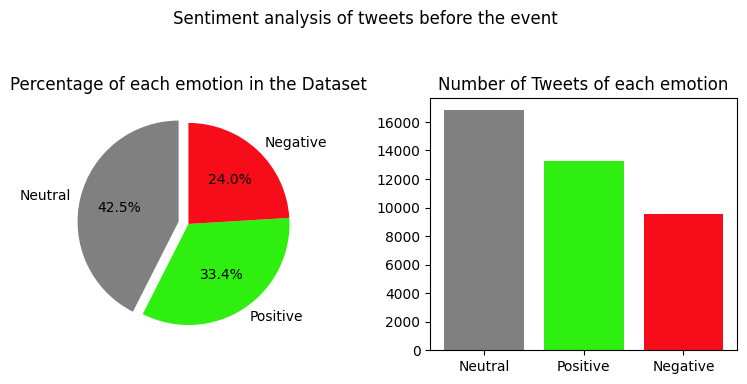 Sentiment analysis of tweets before the event
Percentage of each emotion in the Dataset
Negative
24.0%
Neutral
42.5%
33.4%
Positive
Number of Tweets of each emotion
16000
14000
12000
10000
8000
6000
4000
2000
0
Neutral Positive Negative